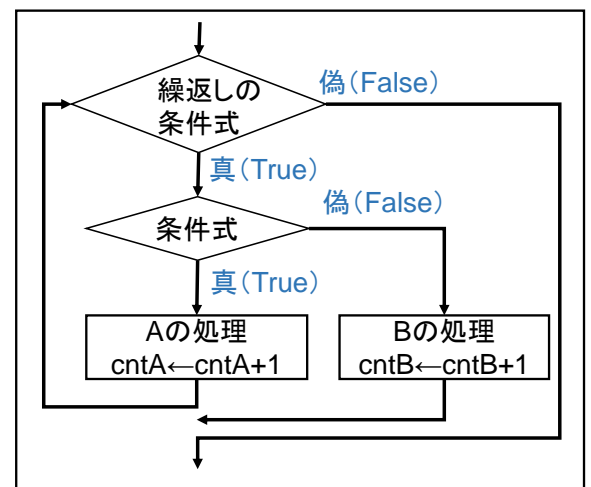 繰返しの
条件式
偽（False）
真（True）
条件式
偽（False）
真（True）
Aの処理
cntA←cntA+1
Bの処理
cntB←cntB+1